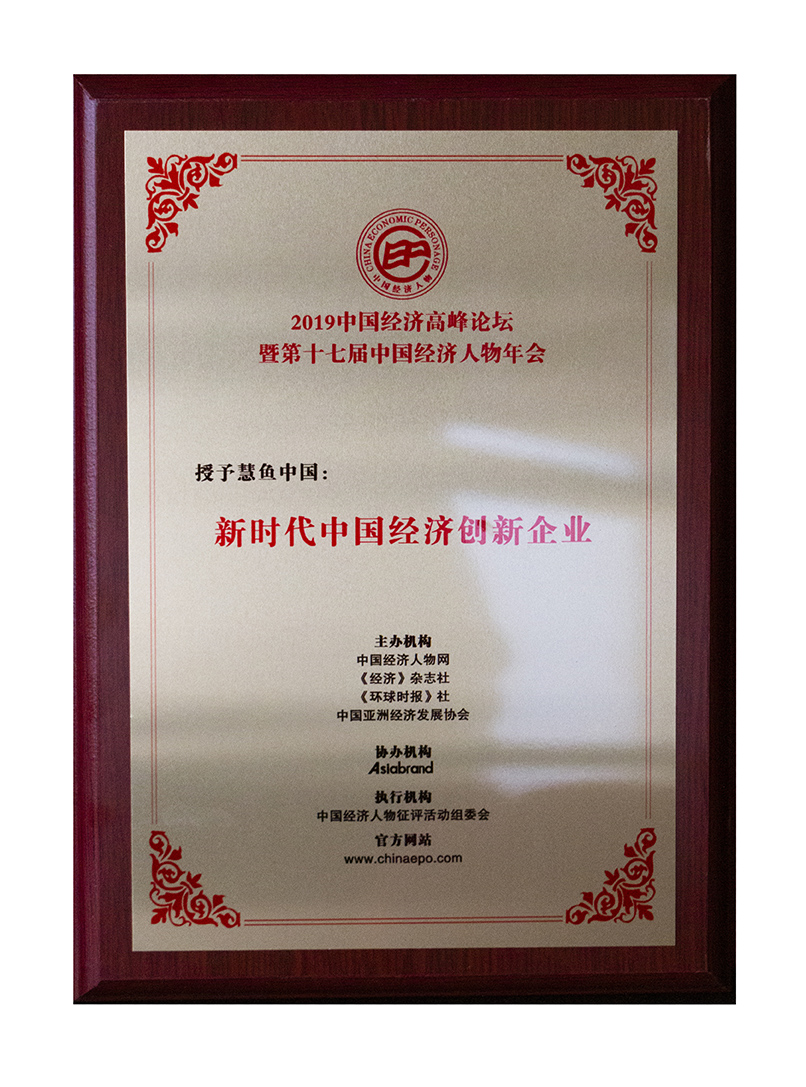 CHINA ECONOMIC PERSONAGE
中国经济人物
2019中国经济高峰论坛
暨第十七届中国经济人物年会
授予慧鱼中国：
新时代中国经济创新企业
主办机构
中国经济人物网
《经济》杂志社
《环球时报》社
中国亚洲经济发展协会
协办机构
Asiabrand
执行机构
中国经济人物征评活动组委会
官方网站
www.chinaepo.com